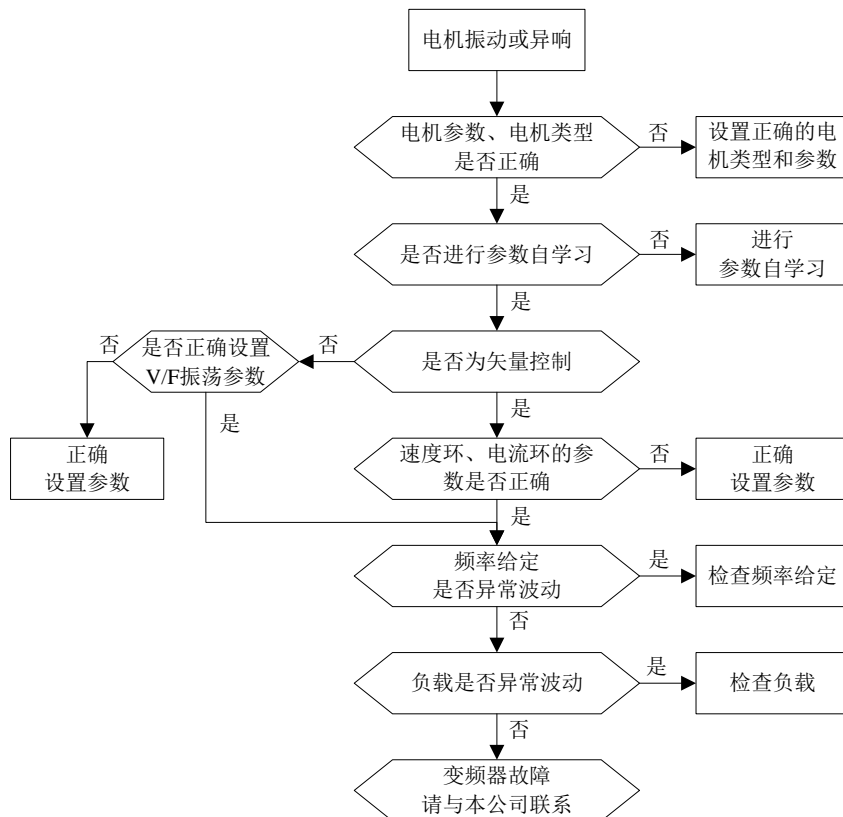 电机振动或异响
电机参数、电机类型
是否正确
否
设置正确的电
机类型和参数
是
是否进行参数自学习
否
进行
参数自学习
是
是否为矢量控制
否
是否正确设置
V/F振荡参数
否
正确
设置参数
是
是
速度环、电流环的参
数是否正确
否
正确
设置参数
是
频率给定
是否异常波动
是
检查频率给定
否
负载是否异常波动
是
检查负载
否
变频器故障
请与本公司联系